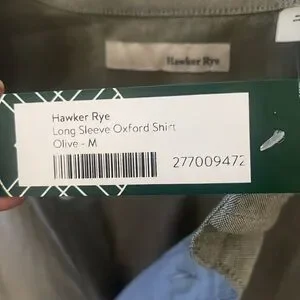 Hawker Rye
Hawker Rye
Long Sleeve Oxford Shirt
Olive - M
277009472